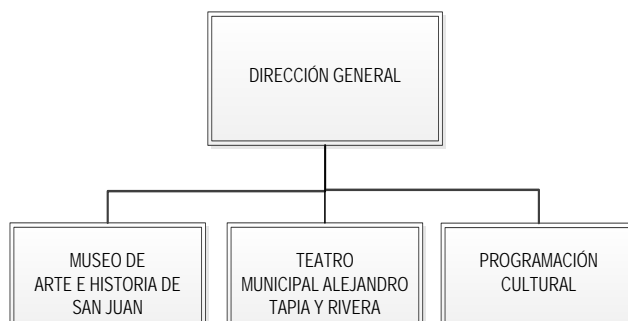 DIRECCIÓN GENERAL
MUSEO DE
ARTE E HISTORIA DE
SAN JUAN
TEATRO
MUNICIPAL ALEJANDRO
TAPIA Y RIVERA
PROGRAMACIÓN
CULTURAL